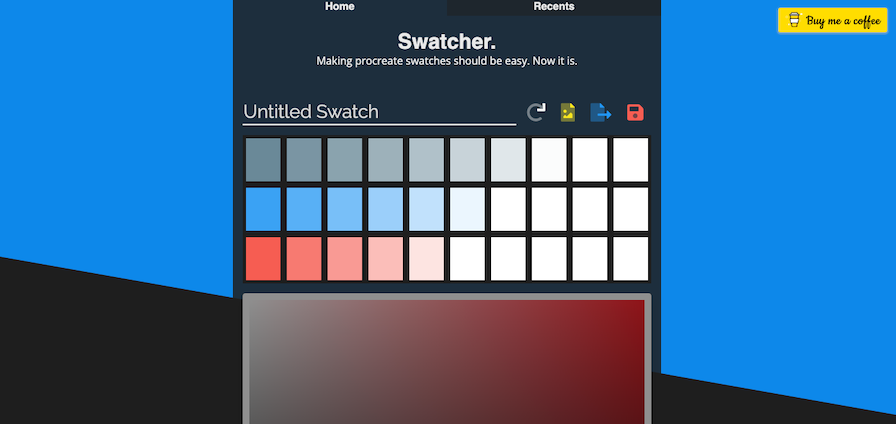 Home
Recents
Buy me a coffee
Swatcher.
Making procreate swatches should be easy. Now it is.
Untitled Swatch